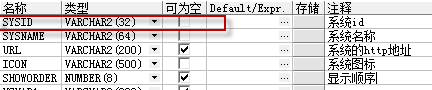 名称 类型 可为空 Default/Expr. 存储 注释
SYSID VARCHAR2(32) ... 系统id
SYSNAME VARCHAR2(64) ... 系统名称
URL VARCHAR2(200) ... 系统的http地址
ICON VARCHAR2(500) ... 系统图标
SHOWORDER NUMBER(8) ... 显示顺序